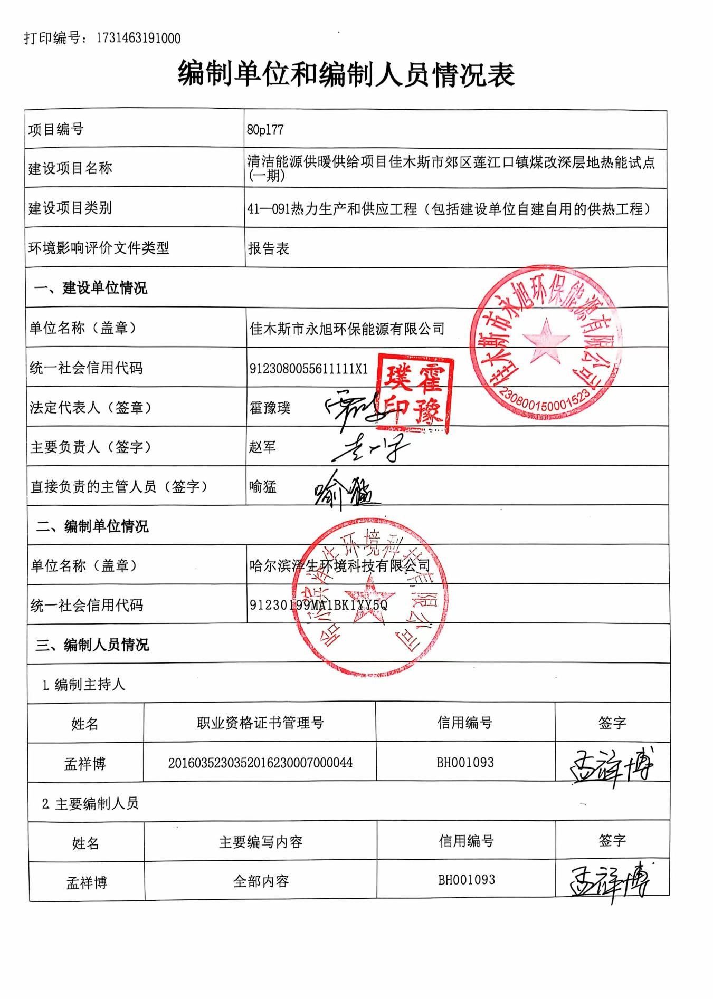 打印编号：1731463191000
编制单位和编制人员情况表
项目编号 80pl77
建设项目名称 清洁能源供暖供给项目佳木斯市郊区莲江口镇煤改深层地热能试点
(一期)
建设项目类别 41—091热力生产和供应工程（包括建设单位自建自用的供热工程）
环境影响评价文件类型 报告表
一、建设单位情况
佳木斯市永旭环保能源有限公司
2308001500001523
单位名称（盖章） 佳木斯市永旭环保能源有限公司
统一社会信用代码 9123080055611111X1
霍豫璞印
法定代表人（签章） 霍豫璞
主要负责人（签字） 赵军 赵军
直接负责的主管人员（签字） 喻猛 喻猛
二、编制单位情况
哈尔滨泽生环境科技有限公司
单位名称（盖章） 哈尔滨泽生环境科技有限公司
统一社会信用代码 91230199MA1BK1YY5Q
三、编制人员情况
1.编制主持人
姓名 职业资格证书管理号 信用编号 签字
孟祥博 2016035230352016230007000044 BH001093 孟祥博
2.主要编制人员
姓名 主要编写内容 信用编号 签字
孟祥博 全部内容 BH001093 孟祥博